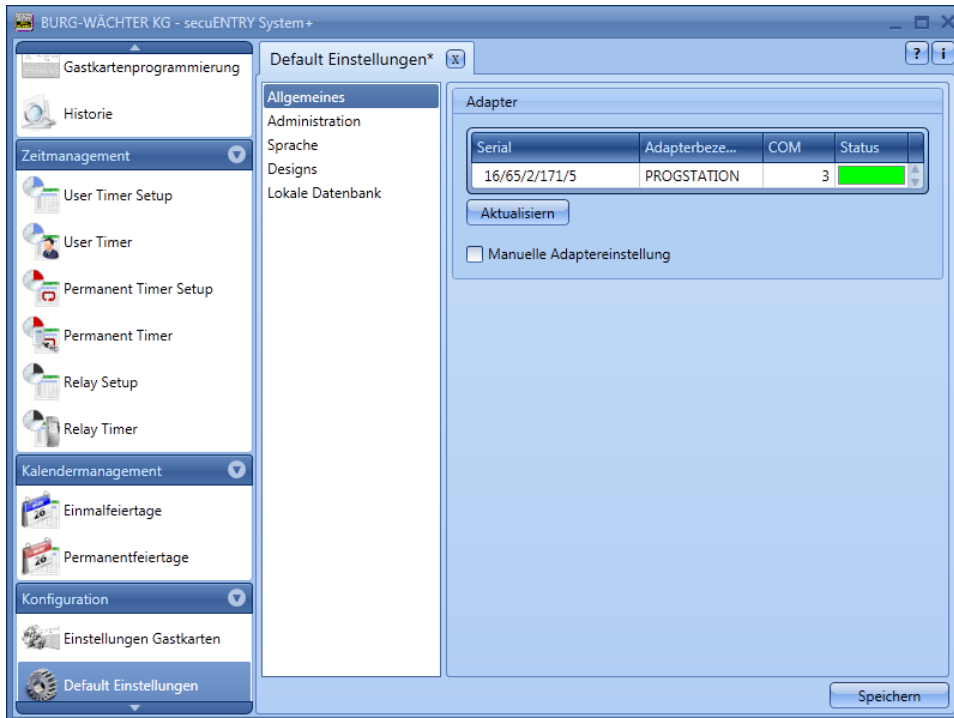 BURG-WÄCHTER KG - secuENTRY System+
Gastkartenprogrammierung
Historie
Zeitmanagement
User Timer Setup
User Timer
Permanent Timer Setup
Permanent Timer
Relay Setup
Relay Timer
Kalendermanagement
Einmalfeiertage
Permanentfeiertage
Konfiguration
Einstellungen Gastkarten
Default Einstellungen
Default Einstellungen* x
? i
Allgemeines
Administration
Sprache
Designs
Lokale Datenbank
Adapter
Serial Adapterbeze... COM Status
16/65/2/171/5 PROGSTATION 3
Aktualisiern
Manuelle Adaptereinstellung
Speichern